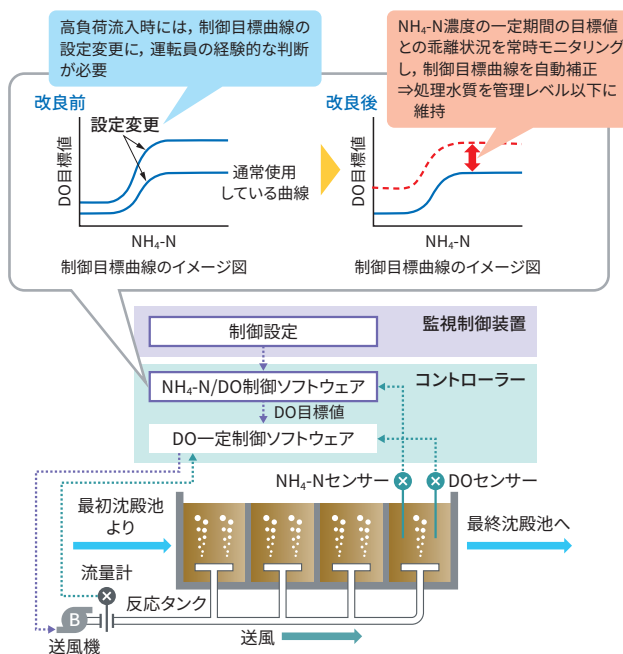 高負荷流入時には，制御目標曲線の
設定変更に，運転員の経験的な判断
が必要
NH₄-N濃度の一定期間の目標値
との乖離状況を常時モニタリング
し，制御目標曲線を自動補正
⇒処理水質を管理レベル以下に
維持
改良前
設定変更
DO目標値
通常使用
している曲線
NH₄-N
制御目標曲線のイメージ図
改良後
DO目標値
NH₄-N
制御目標曲線のイメージ図
監視制御装置
制御設定
コントローラー
NH₄-N/DO制御ソフトウェア
DO目標値
DO一定制御ソフトウェア
NH₄-Nセンサー
DOセンサー
最初沈殿池
より
最終沈殿池へ
流量計
反応タンク
B
送風機
送風